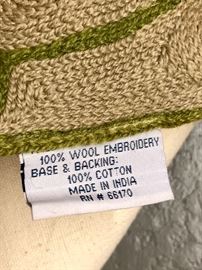 100% WOOL EMBROIDERY
BASE & BACKING:
100% COTTON
MADE IN INDIA
RN # 66170